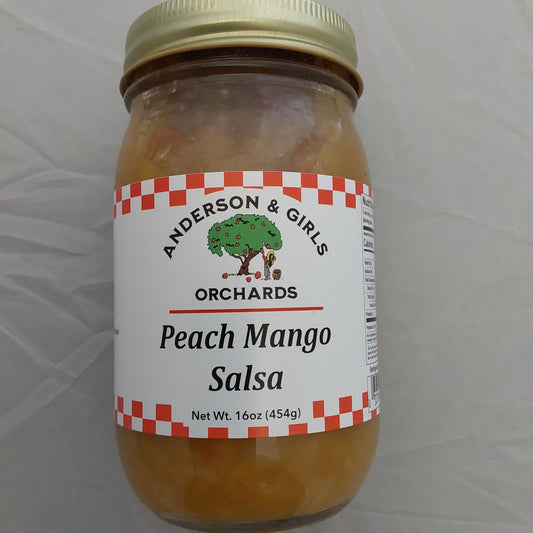 ANDERSON & GIRLS
ORCHARDS
Peach Mango
Salsa
Net Wt. 16oz (454g)